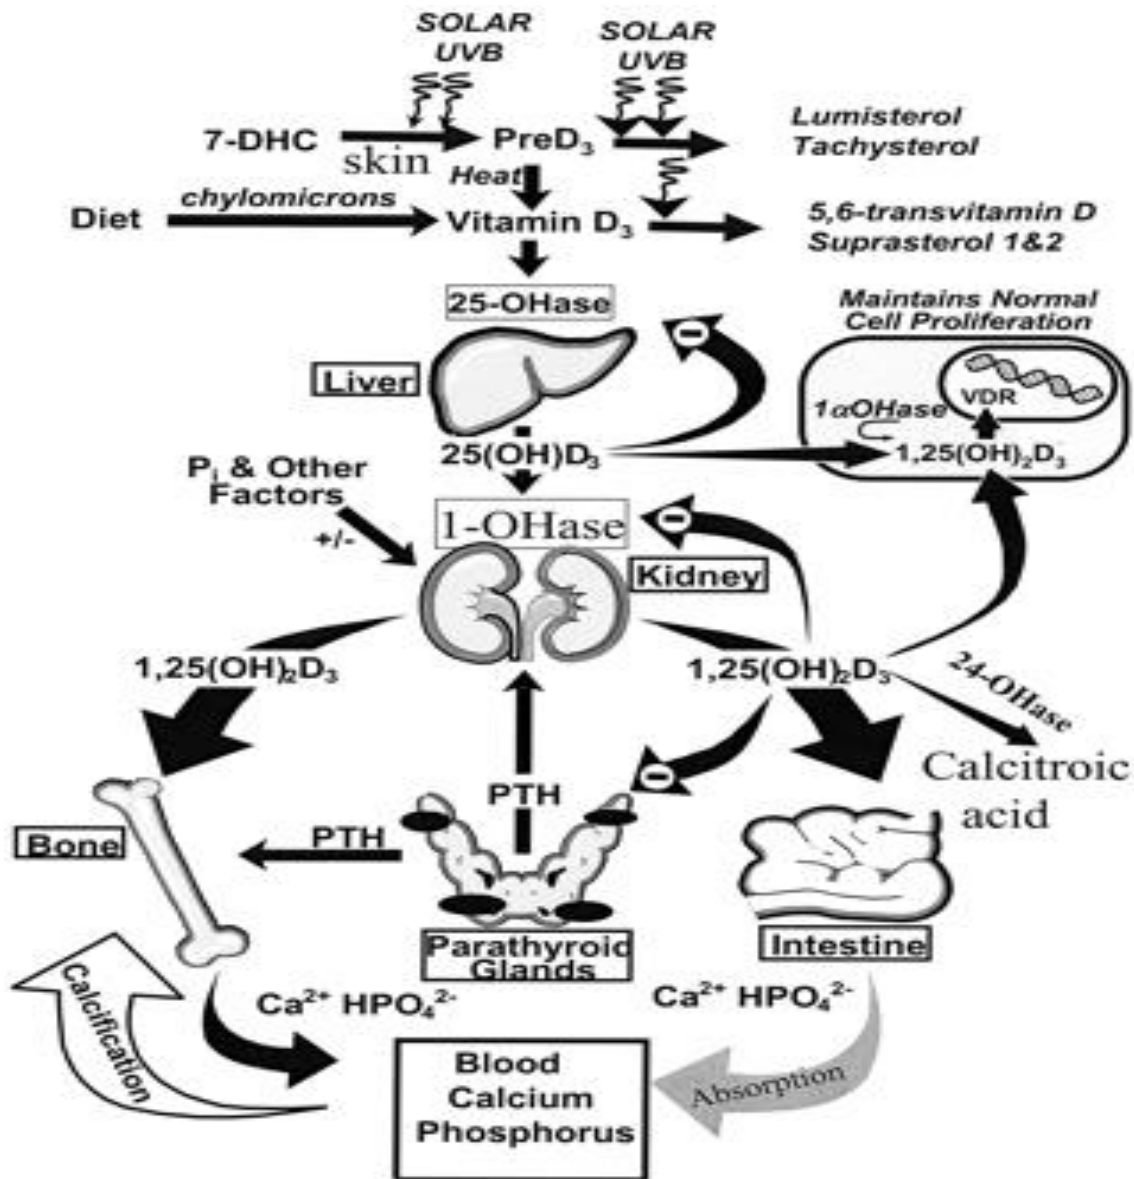 SOLAR
UVB
SOLAR
UVB
7-DHC
skin
PreD₃
Lumisterol
Tachysterol
Heat
Diet
chylomicrons
Vitamin D₃
5,6-transvitamin D
Suprasterol 1&2
25-OHase
Liver
Maintains Normal
Cell Proliferation
VDR
1αOHase
1,25(OH)₂D₃
25(OH)D₃
Pᵢ & Other
Factors
+/-
1-OHase
Kidney
1,25(OH)₂D₃
1,25(OH)₂D₃
24-OHase
Calcitroic
acid
PTH
PTH
Bone
Parathyroid
Glands
Intestine
Calcification
Ca²⁺ HPO₄²⁻
Ca²⁺ HPO₄²⁻
Absorption
Blood
Calcium
Phosphorus